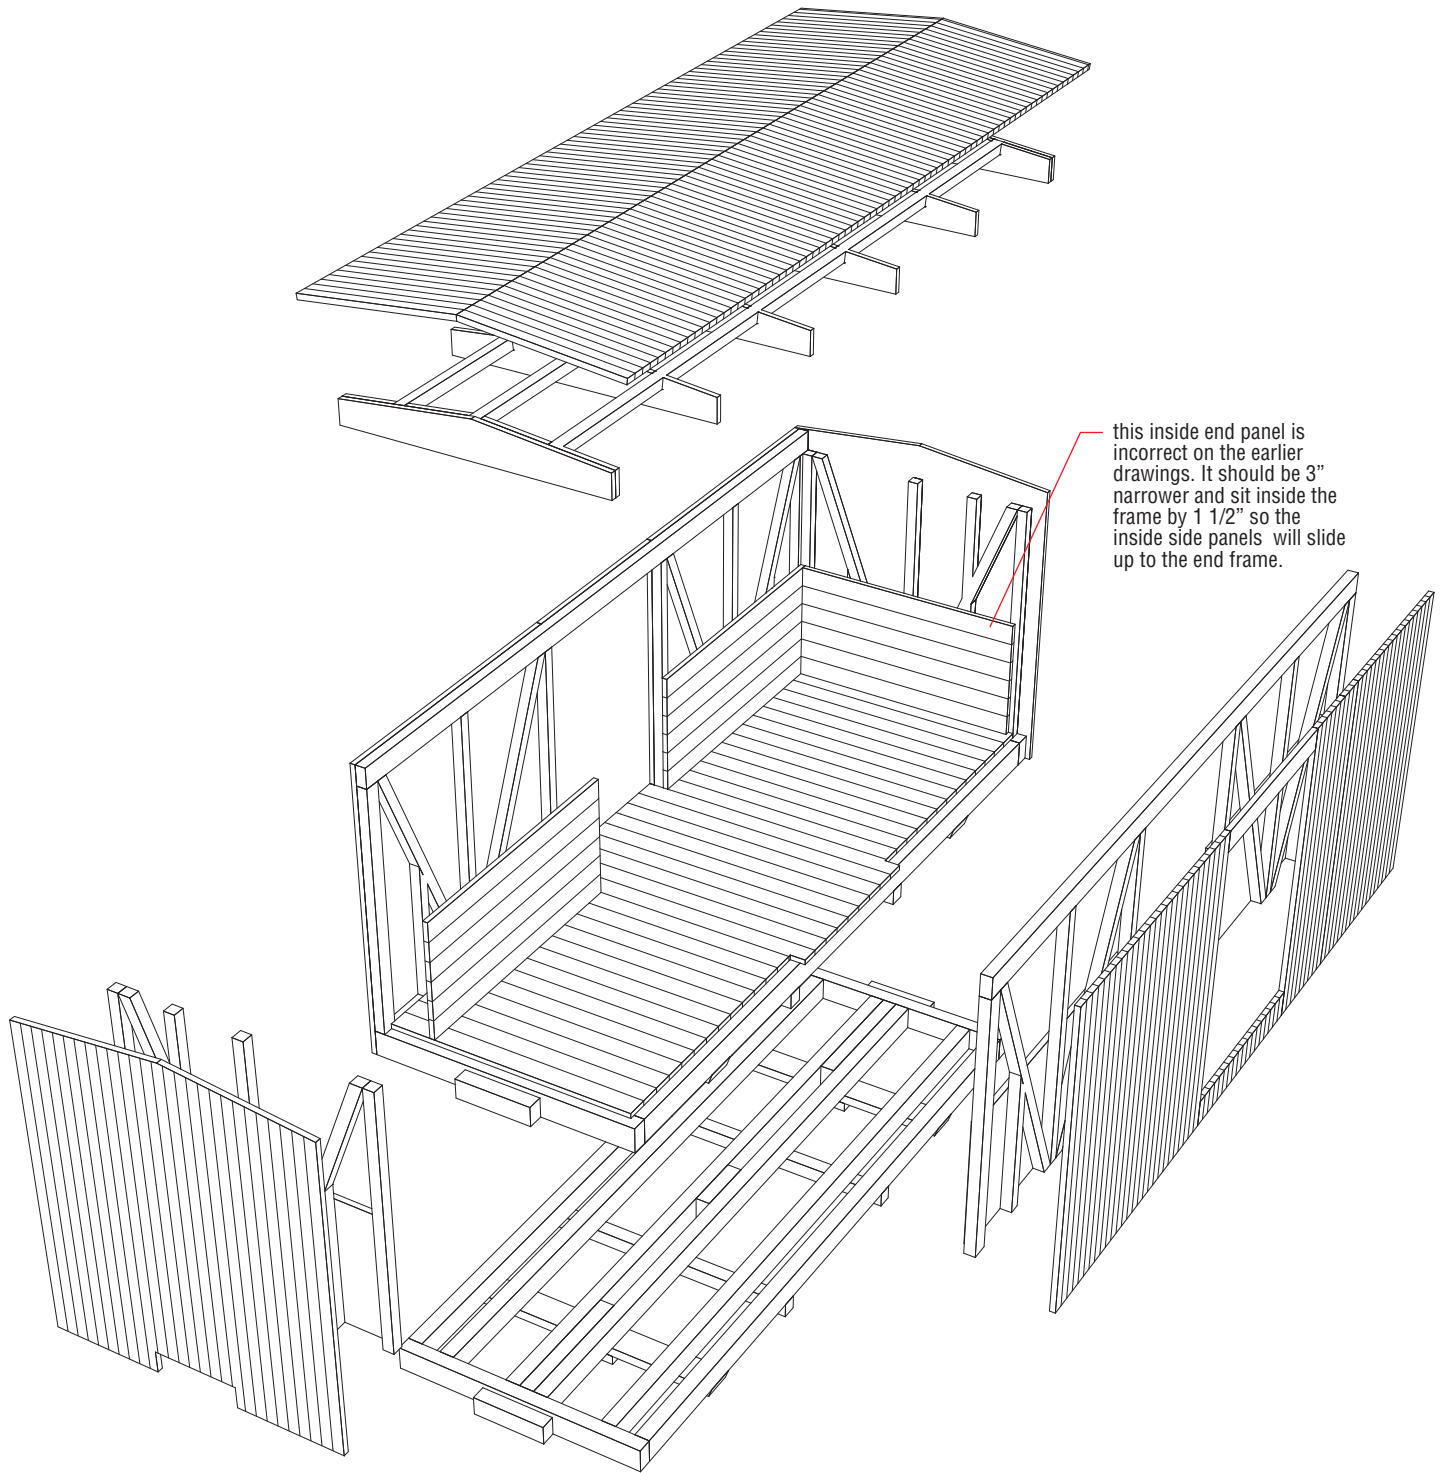 this inside end panel is
incorrect on the earlier
drawings. It should be 3”
narrower and sit inside the
frame by 1 1/2” so the
inside side panels  will slide
up to the end frame.